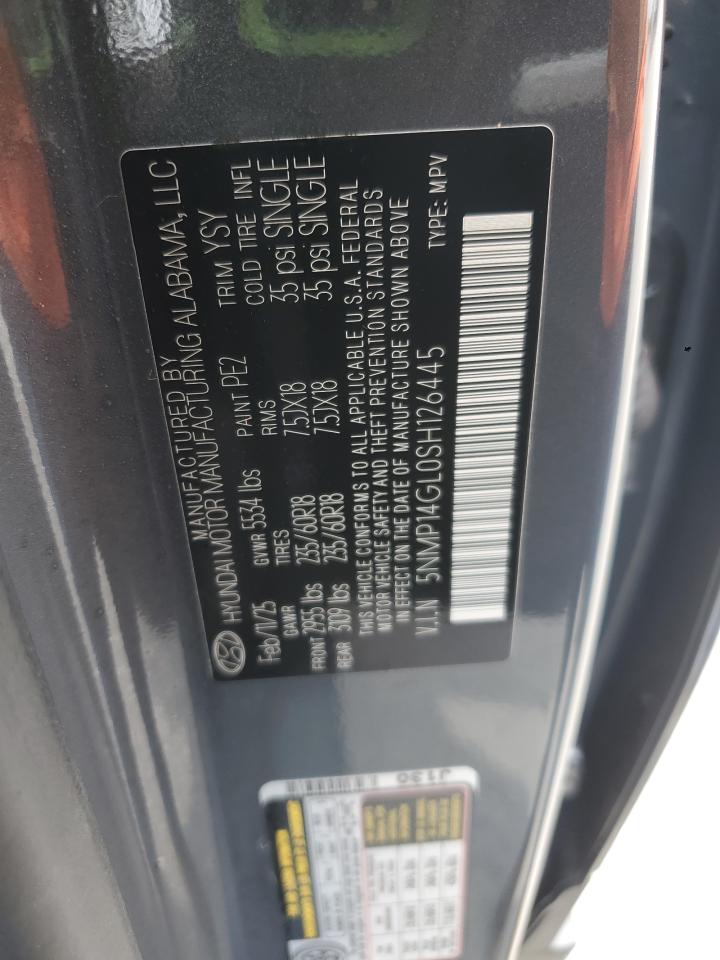 MANUFACTURED BY
HYUNDAI MOTOR MANUFACTURING ALABAMA, LLC
Feb/11/25 GVWR 5534 lbs PAINT PE2 TRIM YSY
GAWR TIRES RIMS COLD TIRE INFL
FRONT 2955 lbs 235/60R18 7.5JX18 35 psi SINGLE
REAR 3109 lbs 235/60R18 7.5JX18 35 psi SINGLE
THIS VEHICLE CONFORMS TO ALL APPLICABLE U.S.A. FEDERAL
MOTOR VEHICLE SAFETY AND THEFT PREVENTION STANDARDS
IN EFFECT ON THE DATE OF MANUFACTURE SHOWN ABOVE
V.I.N 5NMP14GL0SH126445 TYPE: MPV
J130